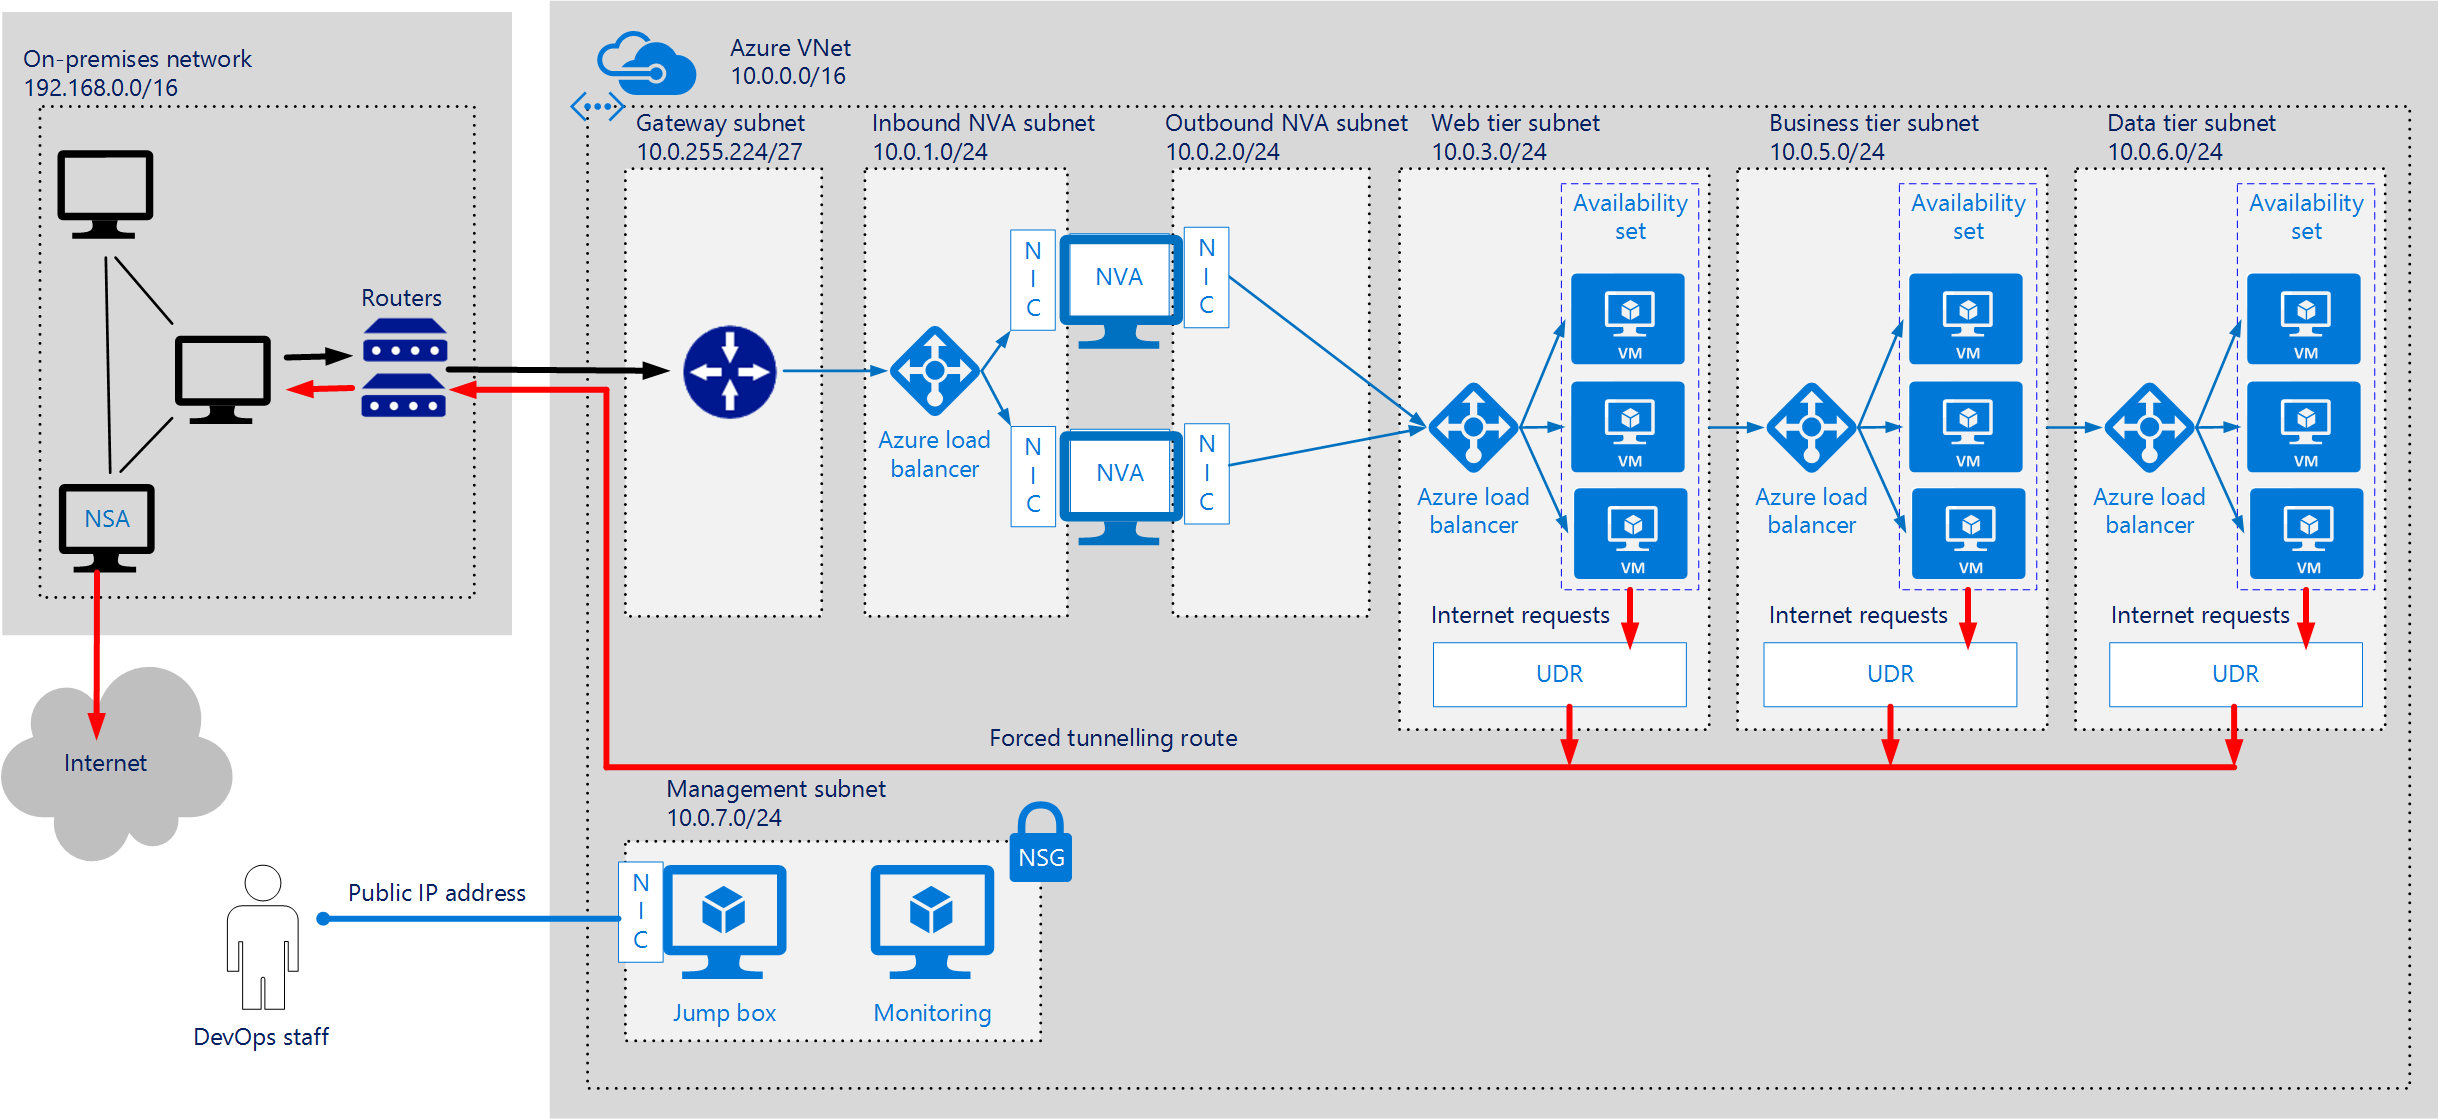 On-premises network
192.168.0.0/16
Routers
NSA
Internet
DevOps staff
Public IP address
Azure VNet
10.0.0.0/16
Gateway subnet
10.0.255.224/27
Inbound NVA subnet
10.0.1.0/24
Azure load
balancer
N
I
C
NVA
N
I
C
N
I
C
NVA
N
I
C
Outbound NVA subnet
10.0.2.0/24
Web tier subnet
10.0.3.0/24
Availability
set
VM
VM
VM
Azure load
balancer
Internet requests
UDR
Business tier subnet
10.0.5.0/24
Availability
set
VM
VM
VM
Azure load
balancer
Internet requests
UDR
Data tier subnet
10.0.6.0/24
Availability
set
VM
VM
VM
Azure load
balancer
Internet requests
UDR
Forced tunnelling route
Management subnet
10.0.7.0/24
NSG
N
I
C
Jump box
Monitoring